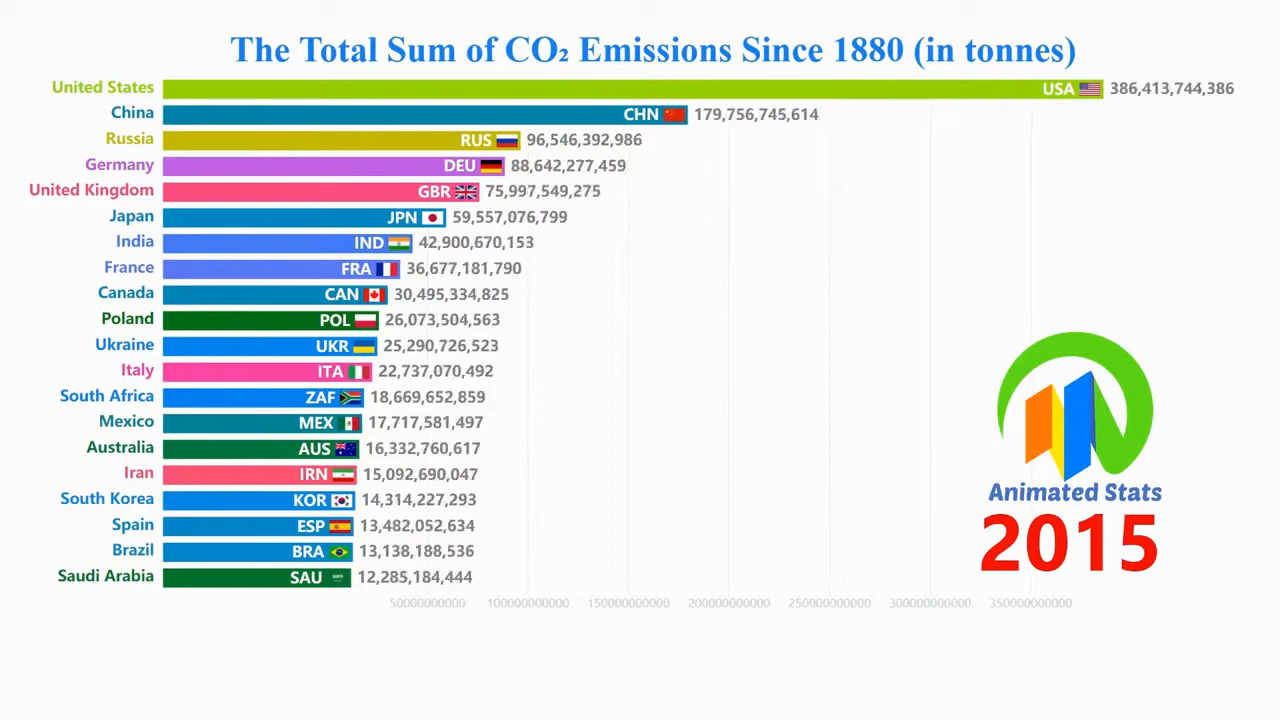 The Total Sum of CO₂ Emissions Since 1880 (in tonnes)
United States USA 386,413,744,386
China CHN 179,756,745,614
Russia RUS 96,546,392,986
Germany DEU 88,642,277,459
United Kingdom GBR 75,997,549,275
Japan JPN 59,557,076,799
India IND 42,900,670,153
France FRA 36,677,181,790
Canada CAN 30,495,334,825
Poland POL 26,073,504,563
Ukraine UKR 25,290,726,523
Italy ITA 22,737,070,492
South Africa ZAF 18,669,652,859
Mexico MEX 17,717,581,497
Australia AUS 16,332,760,617
Iran IRN 15,092,690,047
South Korea KOR 14,314,227,293
Spain ESP 13,482,052,634
Brazil BRA 13,138,188,536
Saudi Arabia SAU 12,285,184,444
50000000000 100000000000 150000000000 200000000000 250000000000 300000000000 350000000000
Animated Stats
2015